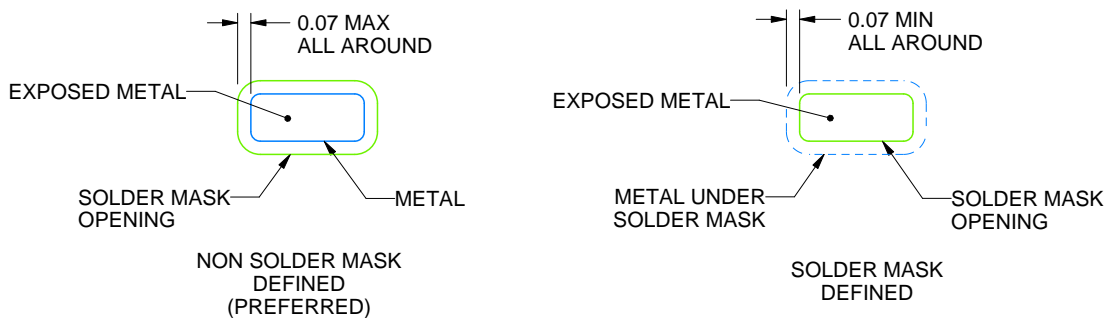 0.07 MAX
ALL AROUND
EXPOSED METAL
SOLDER MASK
OPENING
METAL
NON SOLDER MASK
DEFINED
(PREFERRED)
0.07 MIN
ALL AROUND
EXPOSED METAL
METAL UNDER
SOLDER MASK
SOLDER MASK
OPENING
SOLDER MASK
DEFINED